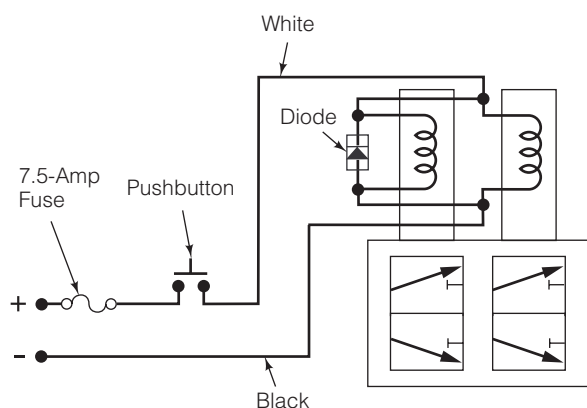 White
Diode
7.5-Amp
Fuse
Pushbutton
+
-
Black